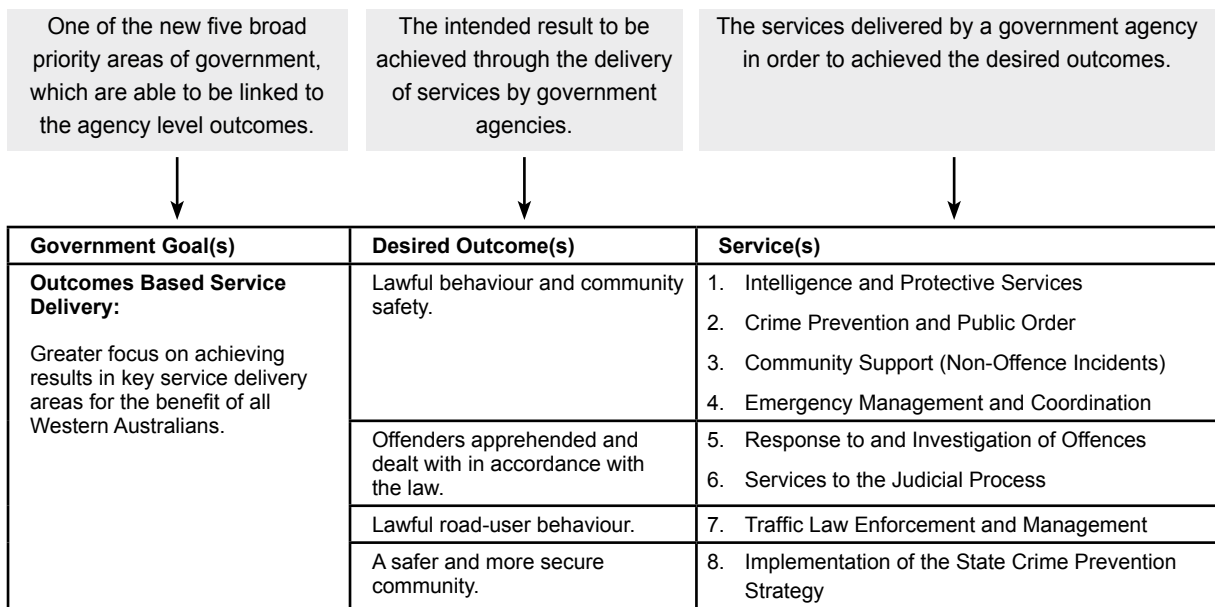 One of the new five broad
priority areas of government,
which are able to be linked to
the agency level outcomes.
The intended result to be
achieved through the delivery
of services by government
agencies.
The services delivered by a government agency
in order to achieved the desired outcomes.
Government Goal(s)
Desired Outcome(s)
Service(s)
Outcomes Based Service
Delivery:
Greater focus on achieving
results in key service delivery
areas for the benefit of all
Western Australians.
Lawful behaviour and community
safety.
1. Intelligence and Protective Services
2. Crime Prevention and Public Order
3. Community Support (Non-Offence Incidents)
4. Emergency Management and Coordination
Offenders apprehended and
dealt with in accordance with
the law.
5. Response to and Investigation of Offences
6. Services to the Judicial Process
Lawful road-user behaviour.
7. Traffic Law Enforcement and Management
A safer and more secure
community.
8. Implementation of the State Crime Prevention
Strategy